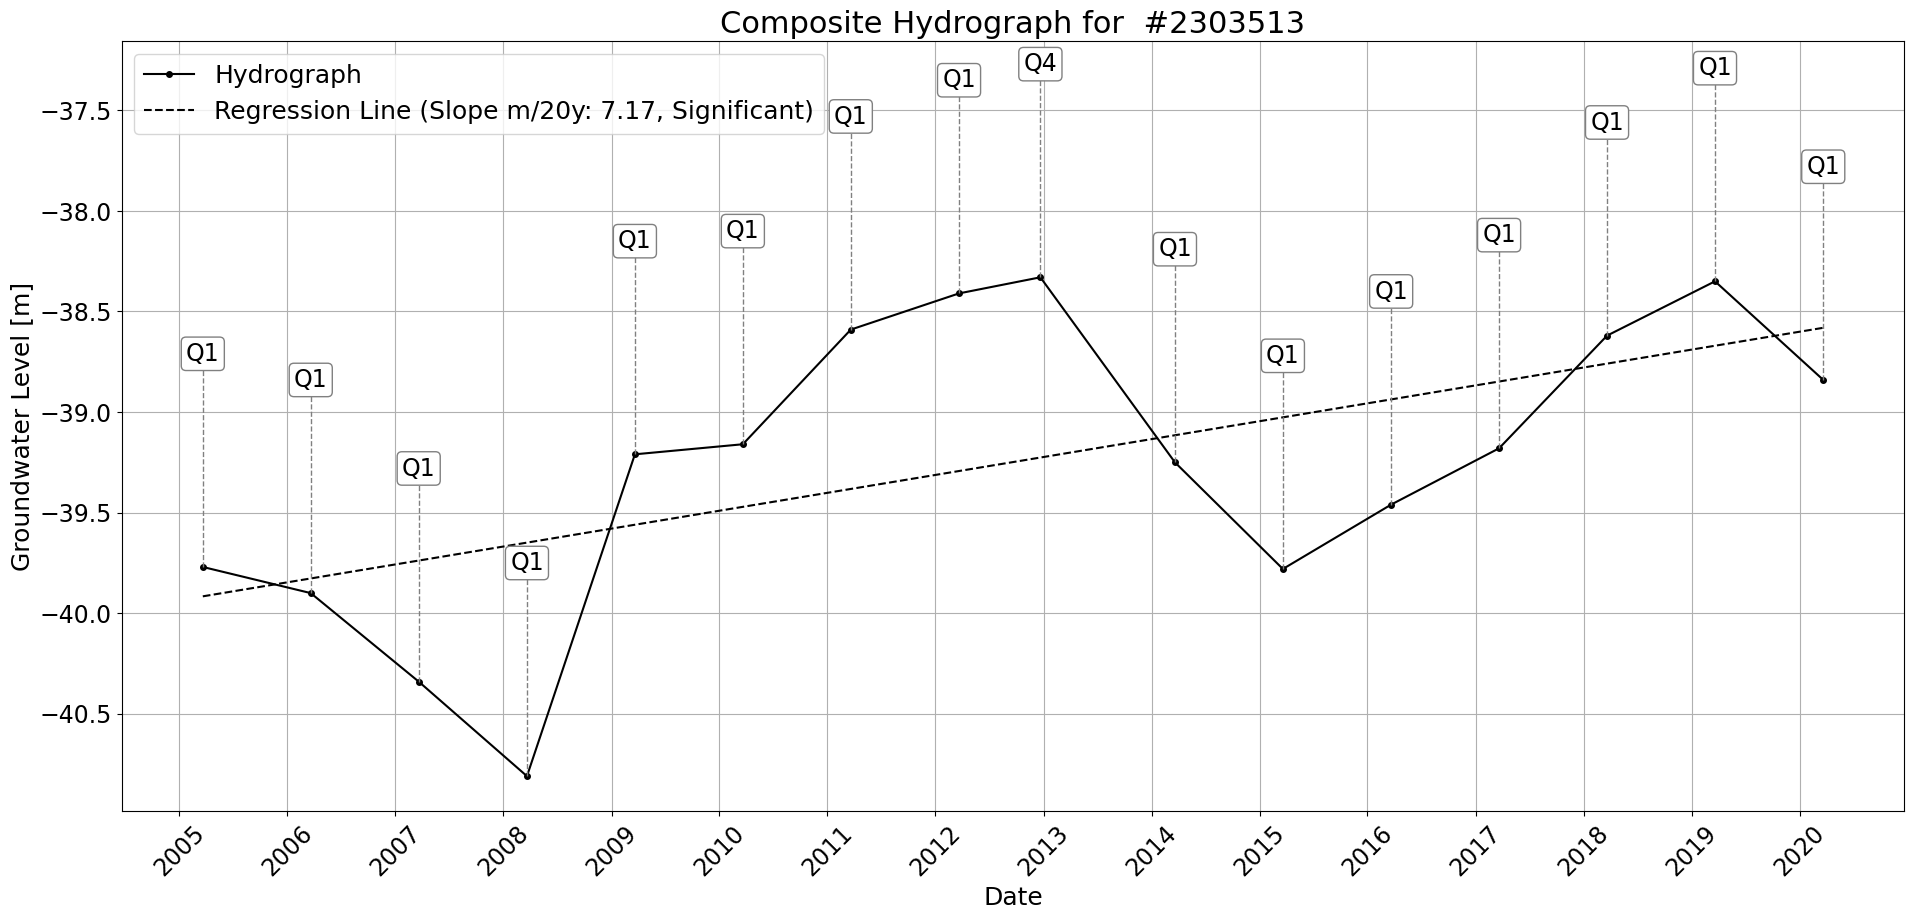 Composite Hydrograph for  #2303513
Hydrograph
Regression Line (Slope m/20y: 7.17, Significant)
Q1
Q1
Q1
Q1
Q1
Q1
Q1
Q1
Q4
Q1
Q1
Q1
Q1
Q1
Q1
Q1
Groundwater Level [m]
−37.5
−38.0
−38.5
−39.0
−39.5
−40.0
−40.5
2005
2006
2007
2008
2009
2010
2011
2012
2013
2014
2015
2016
2017
2018
2019
2020
Date